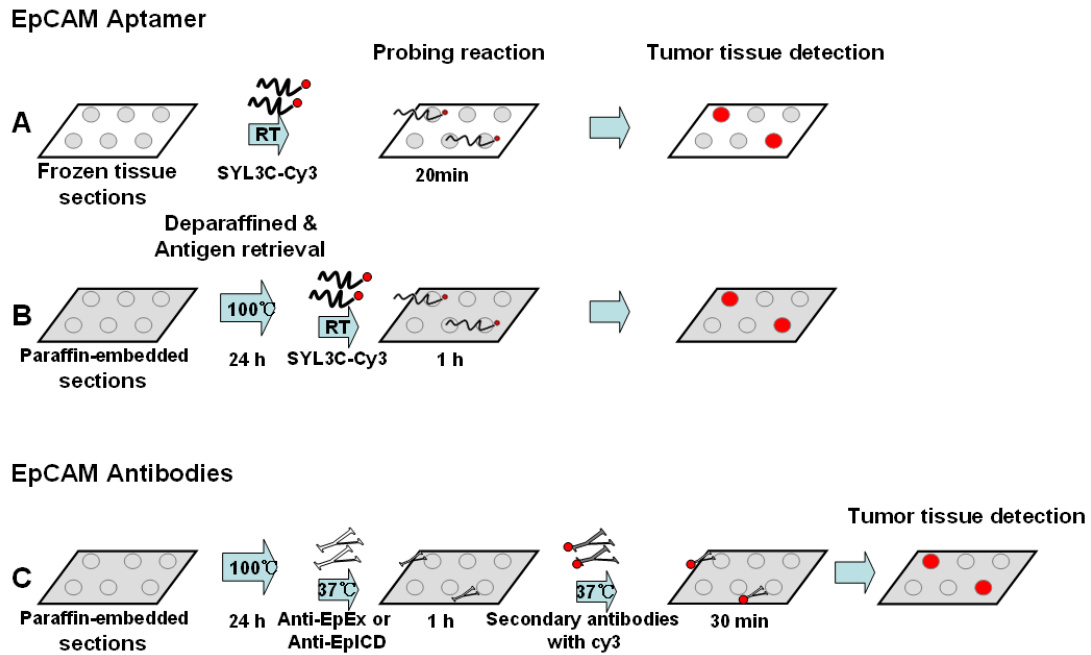 EpCAM Aptamer
Probing reaction
Tumor tissue detection
A
RT
Frozen tissue
sections
SYL3C-Cy3
20min
Deparaffined &
Antigen retrieval
B
100℃
RT
Paraffin-embedded
sections
24 h
SYL3C-Cy3
1 h
EpCAM Antibodies
Tumor tissue detection
C
100℃
37℃
37℃
Paraffin-embedded
sections
24 h
Anti-EpEx or
Anti-EpICD
1 h
Secondary antibodies
with cy3
30 min